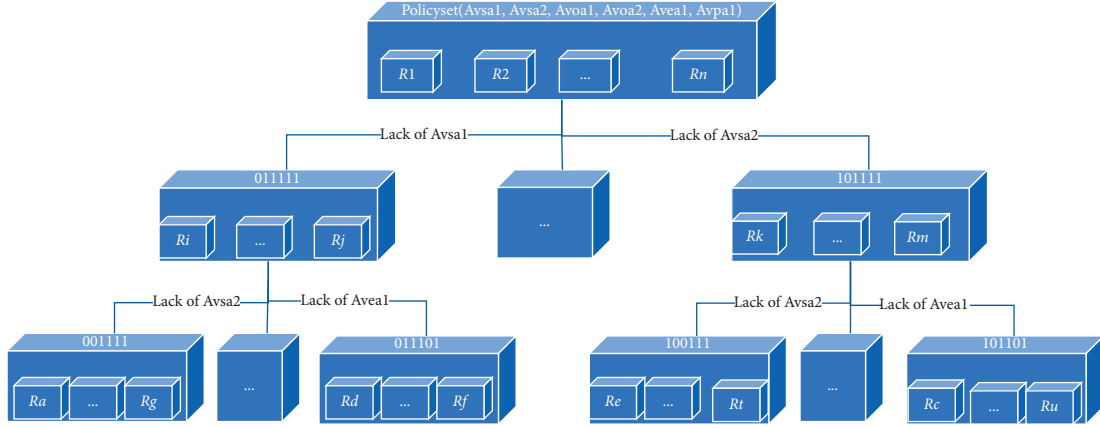 Policyset(Avsa1, Avsa2, Avoa1, Avoa2, Avea1, Avpa1)
R1
R2
...
Rn
Lack of Avsa1
Lack of Avsa2
011111
Ri
...
Rj
...
101111
Rk
...
Rm
Lack of Avsa2
Lack of Avea1
Lack of Avsa2
Lack of Avea1
001111
Ra
...
Rg
...
011101
Rd
...
Rf
100111
Re
...
Rt
...
101101
Rc
...
Ru